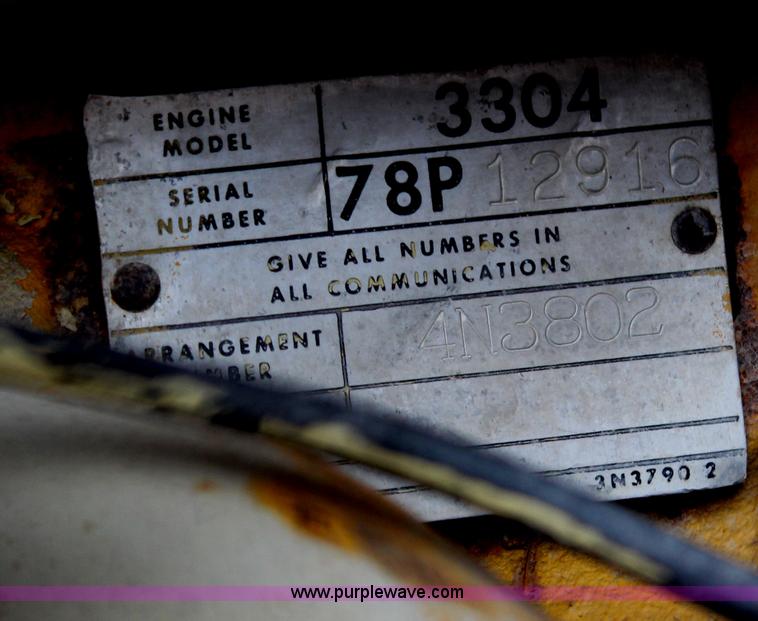 ENGINE MODEL 3304
SERIAL NUMBER 78P 12916
GIVE ALL NUMBERS IN
ALL COMMUNICATIONS
ARRANGEMENT 4N3802
3N3790 2
www.purplewave.com